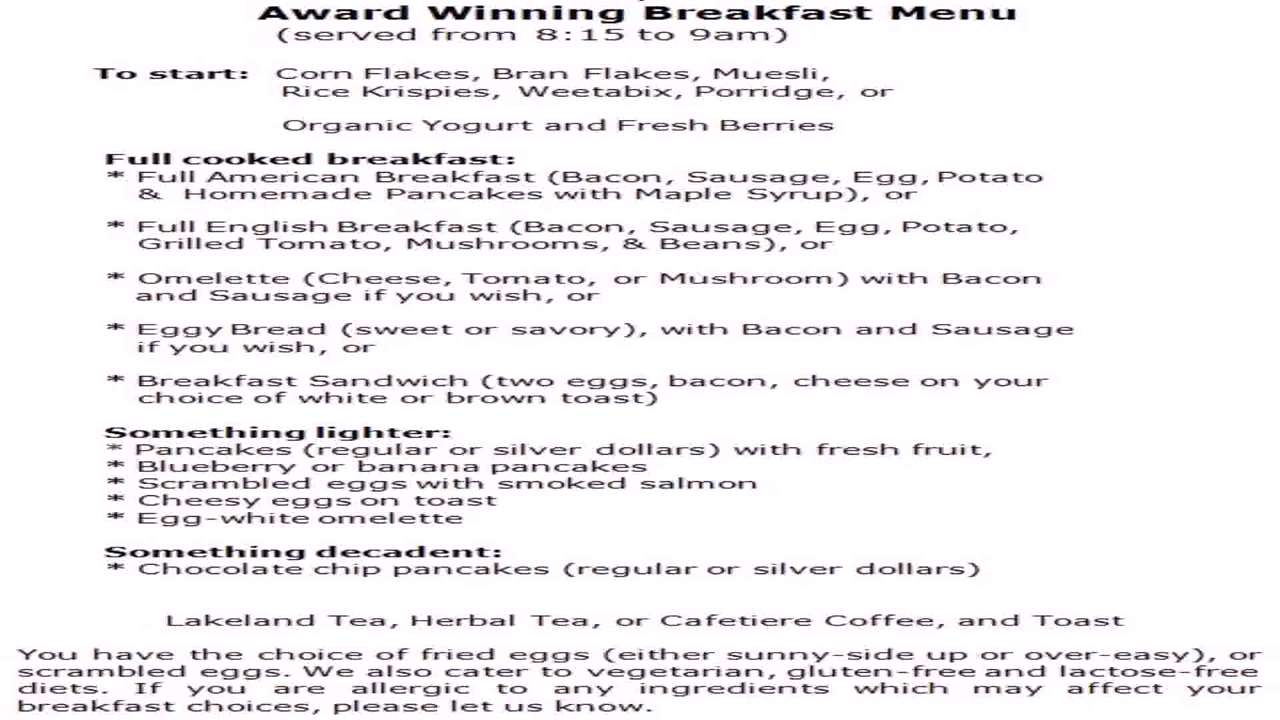 Award Winning Breakfast Menu
(served from 8:15 to 9am)
To start: Corn Flakes, Bran Flakes, Muesli,
Rice Krispies, Weetabix, Porridge, or
Organic Yogurt and Fresh Berries
Full cooked breakfast:
* Full American Breakfast (Bacon, Sausage, Egg, Potato
& Homemade Pancakes with Maple Syrup), or
* Full English Breakfast (Bacon, Sausage, Egg, Potato,
Grilled Tomato, Mushrooms, & Beans), or
* Omelette (Cheese, Tomato, or Mushroom) with Bacon
and Sausage if you wish, or
* Eggy Bread (sweet or savory), with Bacon and Sausage
if you wish, or
* Breakfast Sandwich (two eggs, bacon, cheese on your
choice of white or brown toast)
Something lighter:
* Pancakes (regular or silver dollars) with fresh fruit,
* Blueberry or banana pancakes
* Scrambled eggs with smoked salmon
* Cheesy eggs on toast
* Egg-white omelette
Something decadent:
* Chocolate chip pancakes (regular or silver dollars)
Lakeland Tea, Herbal Tea, or Cafetiere Coffee, and Toast
You have the choice of fried eggs (either sunny-side up or over-easy), or
scrambled eggs. We also cater to vegetarian, gluten-free and lactose-free
diets. If you are allergic to any ingredients which may affect your
breakfast choices, please let us know.